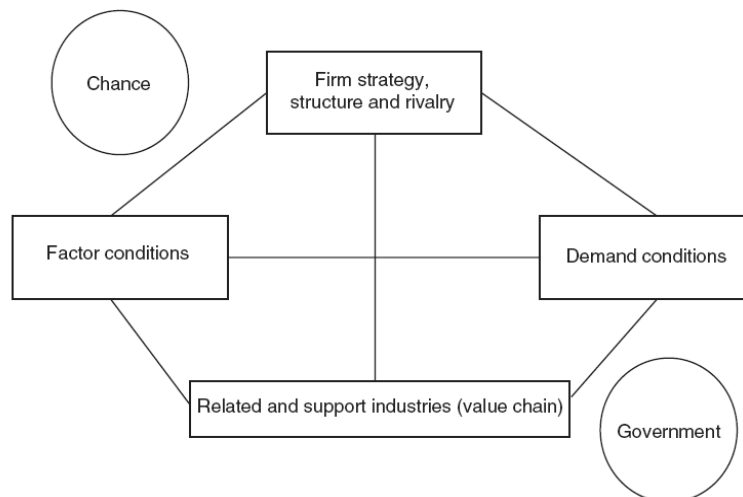 Chance
Firm strategy,
structure and rivalry
Factor conditions
Demand conditions
Related and support industries (value chain)
Government